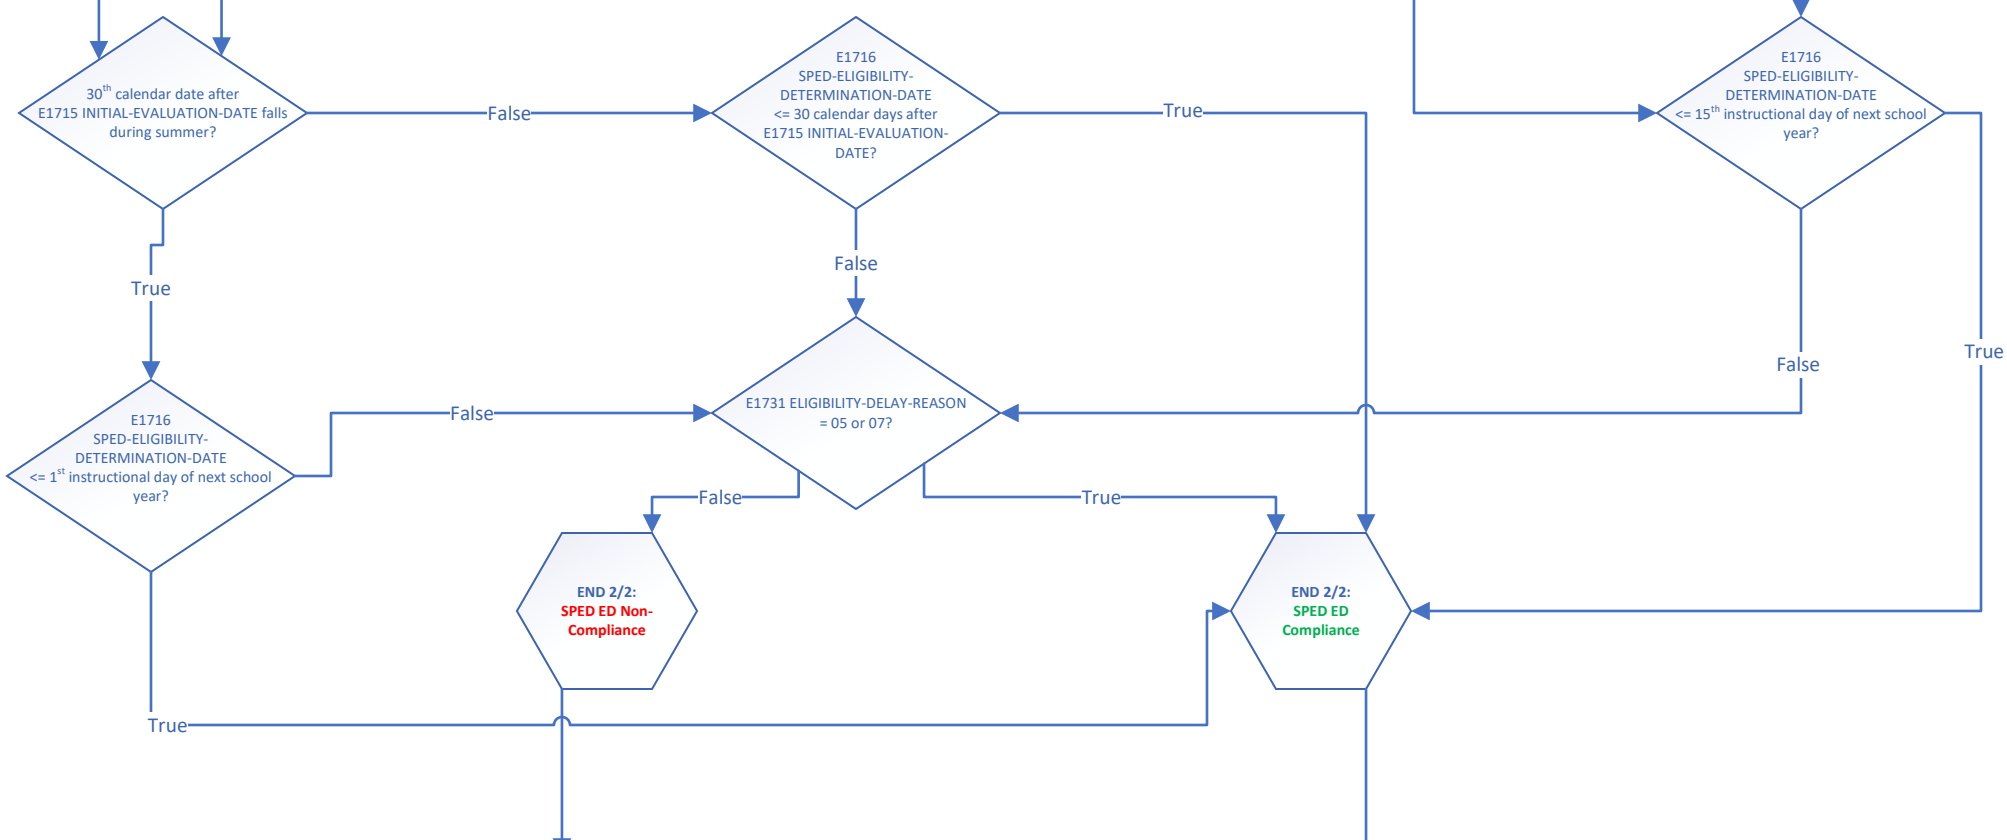 30th calendar date after
E1715 INITIAL-EVALUATION-DATE falls
during summer?
False
E1716
SPED-ELIGIBILITY-
DETERMINATION-DATE
<= 30 calendar days after
E1715 INITIAL-EVALUATION-
DATE?
True
E1716
SPED-ELIGIBILITY-
DETERMINATION-DATE
<= 15th instructional day of next school
year?
True
False
False
True
E1716
SPED-ELIGIBILITY-
DETERMINATION-DATE
<= 1st instructional day of next school
year?
False
E1731 ELIGIBILITY-DELAY-REASON
= 05 or 07?
False
True
END 2/2:
SPED ED Non-
Compliance
END 2/2:
SPED ED
Compliance
True